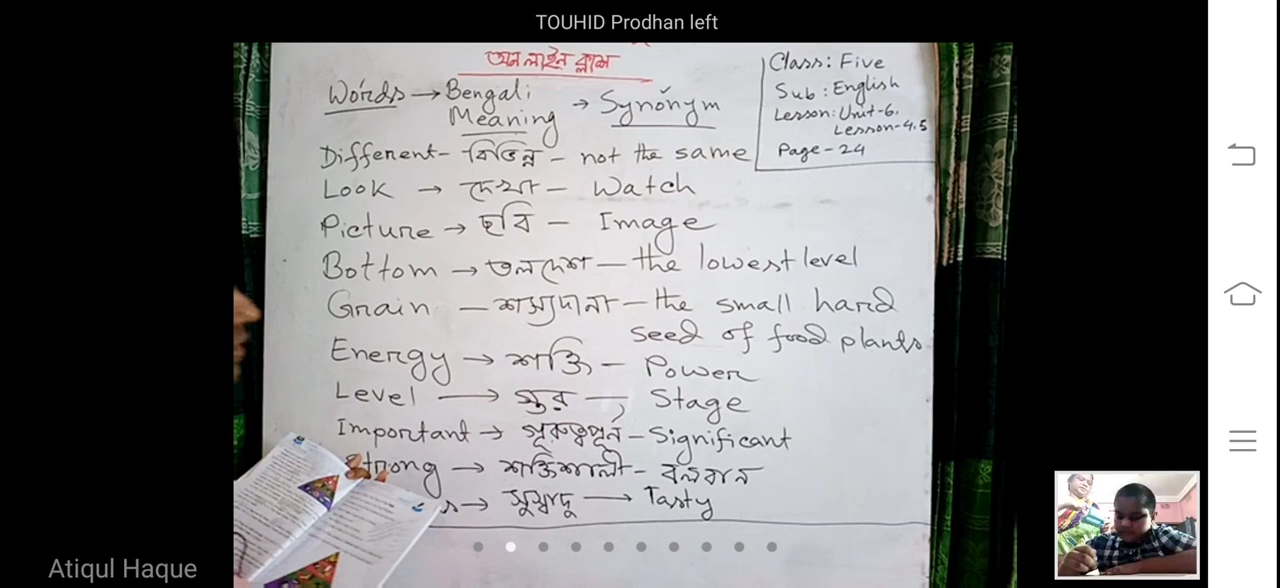 TOUHID Prodhan left
অনলাইন ক্লাশ
Class: Five
Sub: English
Lesson: Unit-6,
Lesson-4,5
Page-24
Words → Bengali Meaning → Synonym
Different - বিভিন্ন - not the same
Look → দেখা - Watch
Picture → ছবি - Image
Bottom → তলদেশ - the lowest level
Grain - শস্যদানা - the small hard
seed of food plants
Energy → শক্তি - Power
Level → স্তর → Stage
Important → গুরুত্বপূর্ণ - Significant
Strong → শক্তিশালী - বলবান
→ সুস্বাদু → Tasty
Atiqul Haque